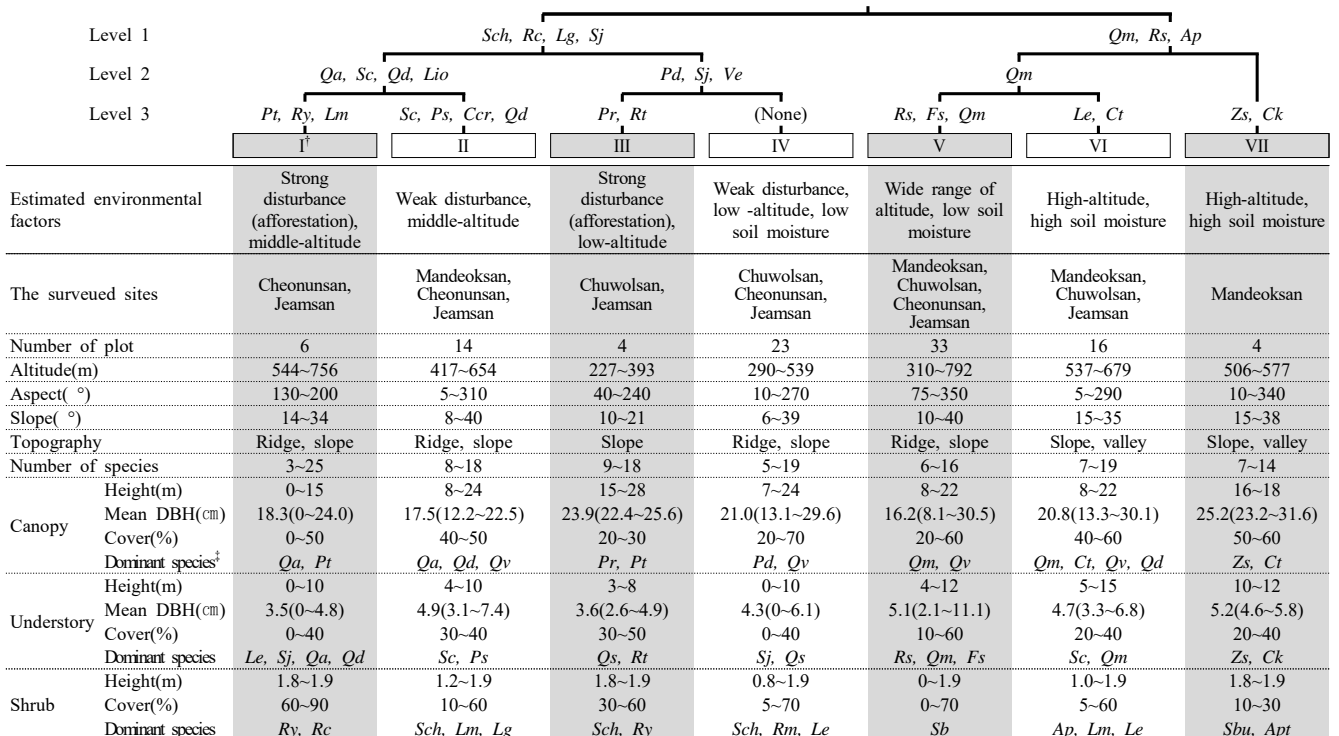 Level 1 Sch, Rc, Lg, Sj Qm, Rs, Ap
Level 2 Qa, Sc, Qd, Lio Pd, Sj, Ve Qm
Level 3 Pt, Ry, Lm Sc, Ps, Ccr, Qd Pr, Rt (None) Rs, Fs, Qm Le, Ct Zs, Ck
I† II III IV V VI VII
Estimated environmental factors Strong disturbance (afforestation), middle-altitude Weak disturbance, middle-altitude Strong disturbance (afforestation), low-altitude Weak disturbance, low -altitude, low soil moisture Wide range of altitude, low soil moisture High-altitude, high soil moisture High-altitude, high soil moisture
The surveued sites Cheonunsan, Jeamsan Mandeoksan, Cheonunsan, Jeamsan Chuwolsan, Jeamsan Chuwolsan, Cheonunsan, Jeamsan Mandeoksan, Chuwolsan, Cheonunsan, Jeamsan Mandeoksan, Chuwolsan, Jeamsan Mandeoksan
Number of plot 6 14 4 23 33 16 4
Altitude(m) 544~756 417~654 227~393 290~539 310~792 537~679 506~577
Aspect( °) 130~200 5~310 40~240 10~270 75~350 5~290 10~340
Slope( °) 14~34 8~40 10~21 6~39 10~40 15~35 15~38
Topography Ridge, slope Ridge, slope Slope Ridge, slope Ridge, slope Slope, valley Slope, valley
Number of species 3~25 8~18 9~18 5~19 6~16 7~19 7~14
Canopy
Height(m) 0~15 8~24 15~28 7~24 8~22 8~22 16~18
Mean DBH(㎝) 18.3(0~24.0) 17.5(12.2~22.5) 23.9(22.4~25.6) 21.0(13.1~29.6) 16.2(8.1~30.5) 20.8(13.3~30.1) 25.2(23.2~31.6)
Cover(%) 0~50 40~50 20~30 20~70 20~60 40~60 50~60
Dominant species‡ Qa, Pt Qa, Qd, Qv Pr, Pt Pd, Qv Qm, Qv Qm, Ct, Qv, Qd Zs, Ct
Understory
Height(m) 0~10 4~10 3~8 0~10 4~12 5~15 10~12
Mean DBH(㎝) 3.5(0~4.8) 4.9(3.1~7.4) 3.6(2.6~4.9) 4.3(0~6.1) 5.1(2.1~11.1) 4.7(3.3~6.8) 5.2(4.6~5.8)
Cover(%) 0~40 30~40 30~50 0~40 10~60 20~40 20~40
Dominant species Le, Sj, Qa, Qd Sc, Ps Qs, Rt Sj, Qs Rs, Qm, Fs Sc, Qm Zs, Ck
Shrub
Height(m) 1.8~1.9 1.2~1.9 1.8~1.9 0.8~1.9 0~1.9 1.0~1.9 1.8~1.9
Cover(%) 60~90 10~60 30~60 5~70 0~70 5~60 10~30
Dominant species Ry, Rc Sch, Lm, Lg Sch, Ry Sch, Rm, Le Sb Ap, Lm, Le Sbu, Apt